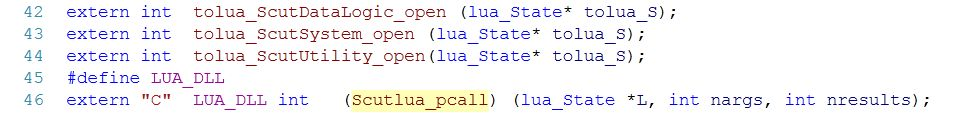 42 extern int  tolua_ScutDataLogic_open (lua_State* tolua_S);
43 extern int  tolua_ScutSystem_open (lua_State* tolua_S);
44 extern int  tolua_ScutUtility_open(lua_State* tolua_S);
45 #define LUA_DLL
46 extern "C"  LUA_DLL int   (Scutlua_pcall) (lua_State *L, int nargs, int nresults);